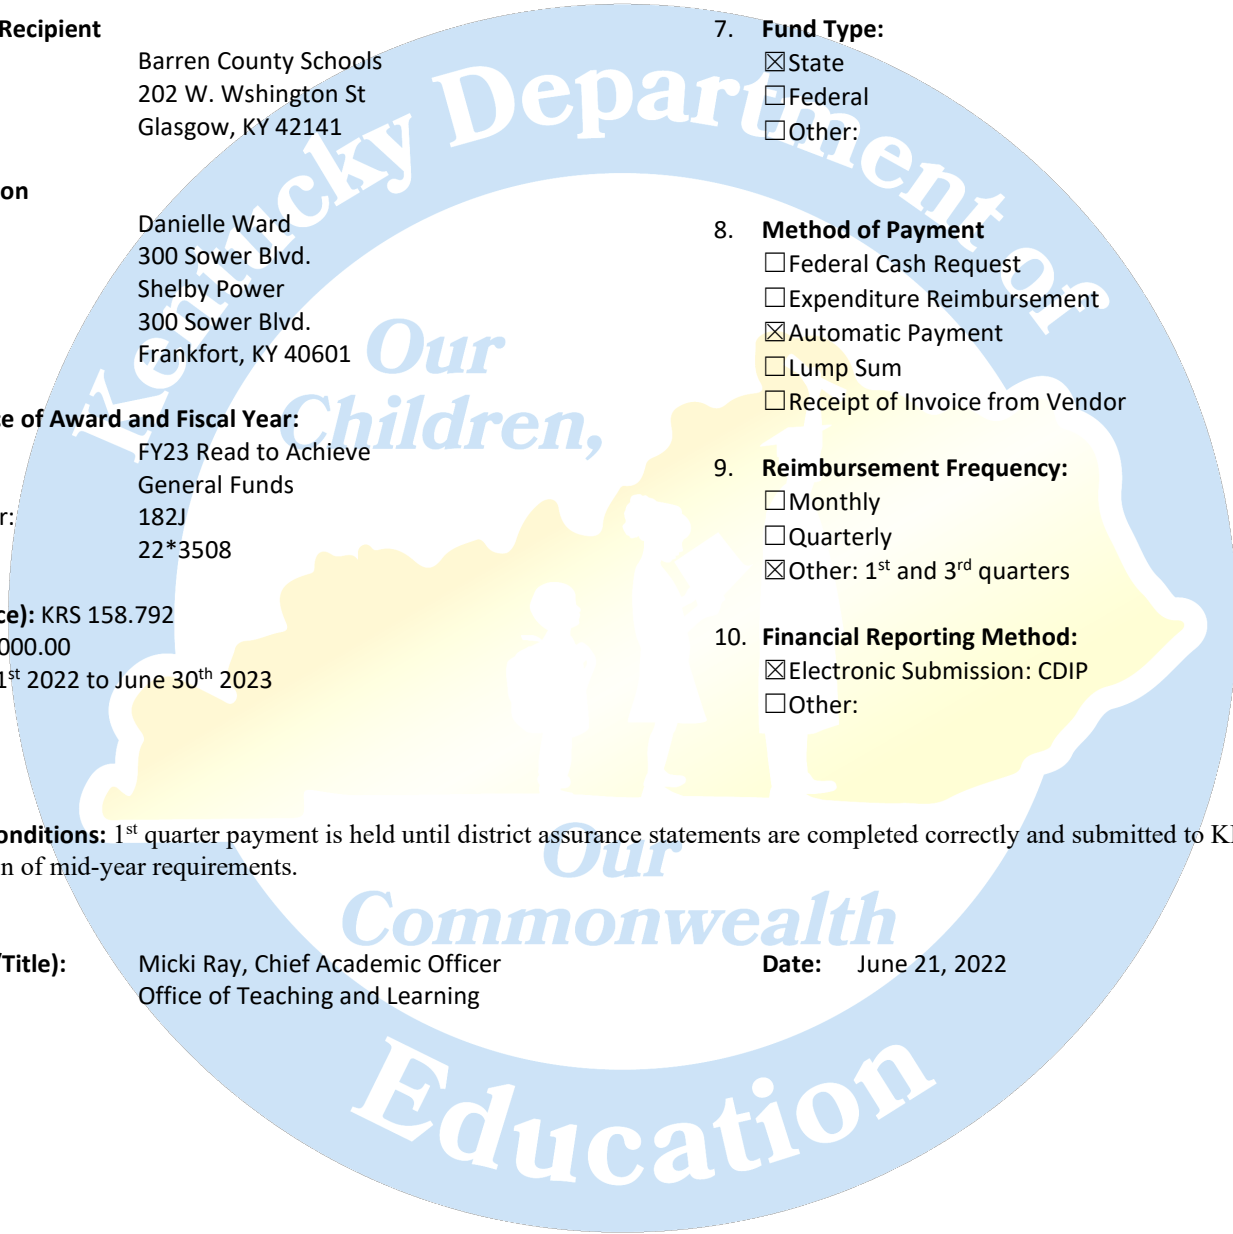 Recipient
Barren County Schools
202 W. Wshington St
Glasgow, KY 42141
on
Danielle Ward
300 Sower Blvd.
Shelby Power
300 Sower Blvd.
Frankfort, KY 40601
e of Award and Fiscal Year:
FY23 Read to Achieve
General Funds
r: 182J
22*3508
ce): KRS 158.792
000.00
1st 2022 to June 30th 2023
7. Fund Type:
☒State
☐Federal
☐Other:
8. Method of Payment
☐Federal Cash Request
☐Expenditure Reimbursement
☒Automatic Payment
☐Lump Sum
☐Receipt of Invoice from Vendor
9. Reimbursement Frequency:
☐Monthly
☐Quarterly
☒Other: 1st and 3rd quarters
10. Financial Reporting Method:
☒Electronic Submission: CDIP
☐Other:
onditions: 1st quarter payment is held until district assurance statements are completed correctly and submitted to K
n of mid-year requirements.
/Title): Micki Ray, Chief Academic Officer Date: June 21, 2022
Office of Teaching and Learning
Kentucky Department of
Education
Our
Children,
Our
Commonwealth